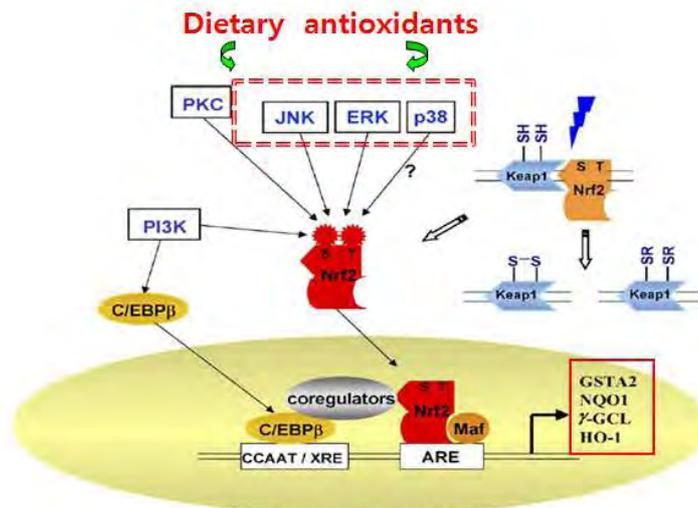 Dietary antioxidants
PKC
JNK
ERK
p38
?
SH
SH
Keap1
S T
Nrf2
PI3K
S T
Nrf2
S-S
Keap1
SR
SR
Keap1
C/EBPβ
coregulators
S T
Nrf2
Maf
C/EBPβ
CCAAT / XRE
ARE
GSTA2
NQO1
γ-GCL
HO-1